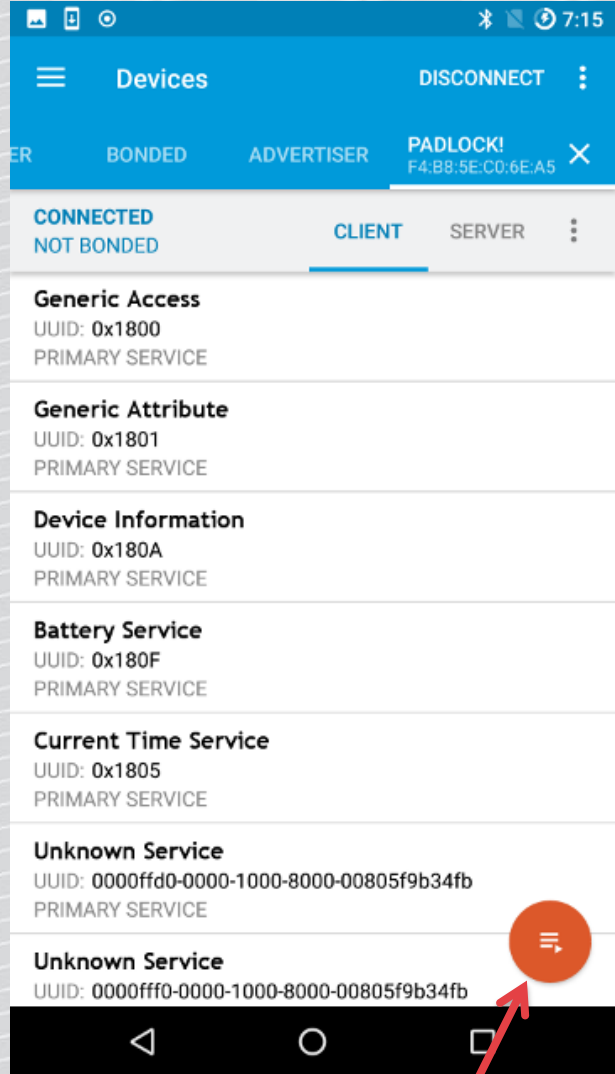 7:15
Devices
DISCONNECT
ER
BONDED
ADVERTISER
PADLOCK!
F4:B8:5E:C0:6E:A5
CONNECTED
NOT BONDED
CLIENT
SERVER
Generic Access
UUID: 0x1800
PRIMARY SERVICE
Generic Attribute
UUID: 0x1801
PRIMARY SERVICE
Device Information
UUID: 0x180A
PRIMARY SERVICE
Battery Service
UUID: 0x180F
PRIMARY SERVICE
Current Time Service
UUID: 0x1805
PRIMARY SERVICE
Unknown Service
UUID: 0000ffd0-0000-1000-8000-00805f9b34fb
PRIMARY SERVICE
Unknown Service
UUID: 0000fff0-0000-1000-8000-00805f9b34fb